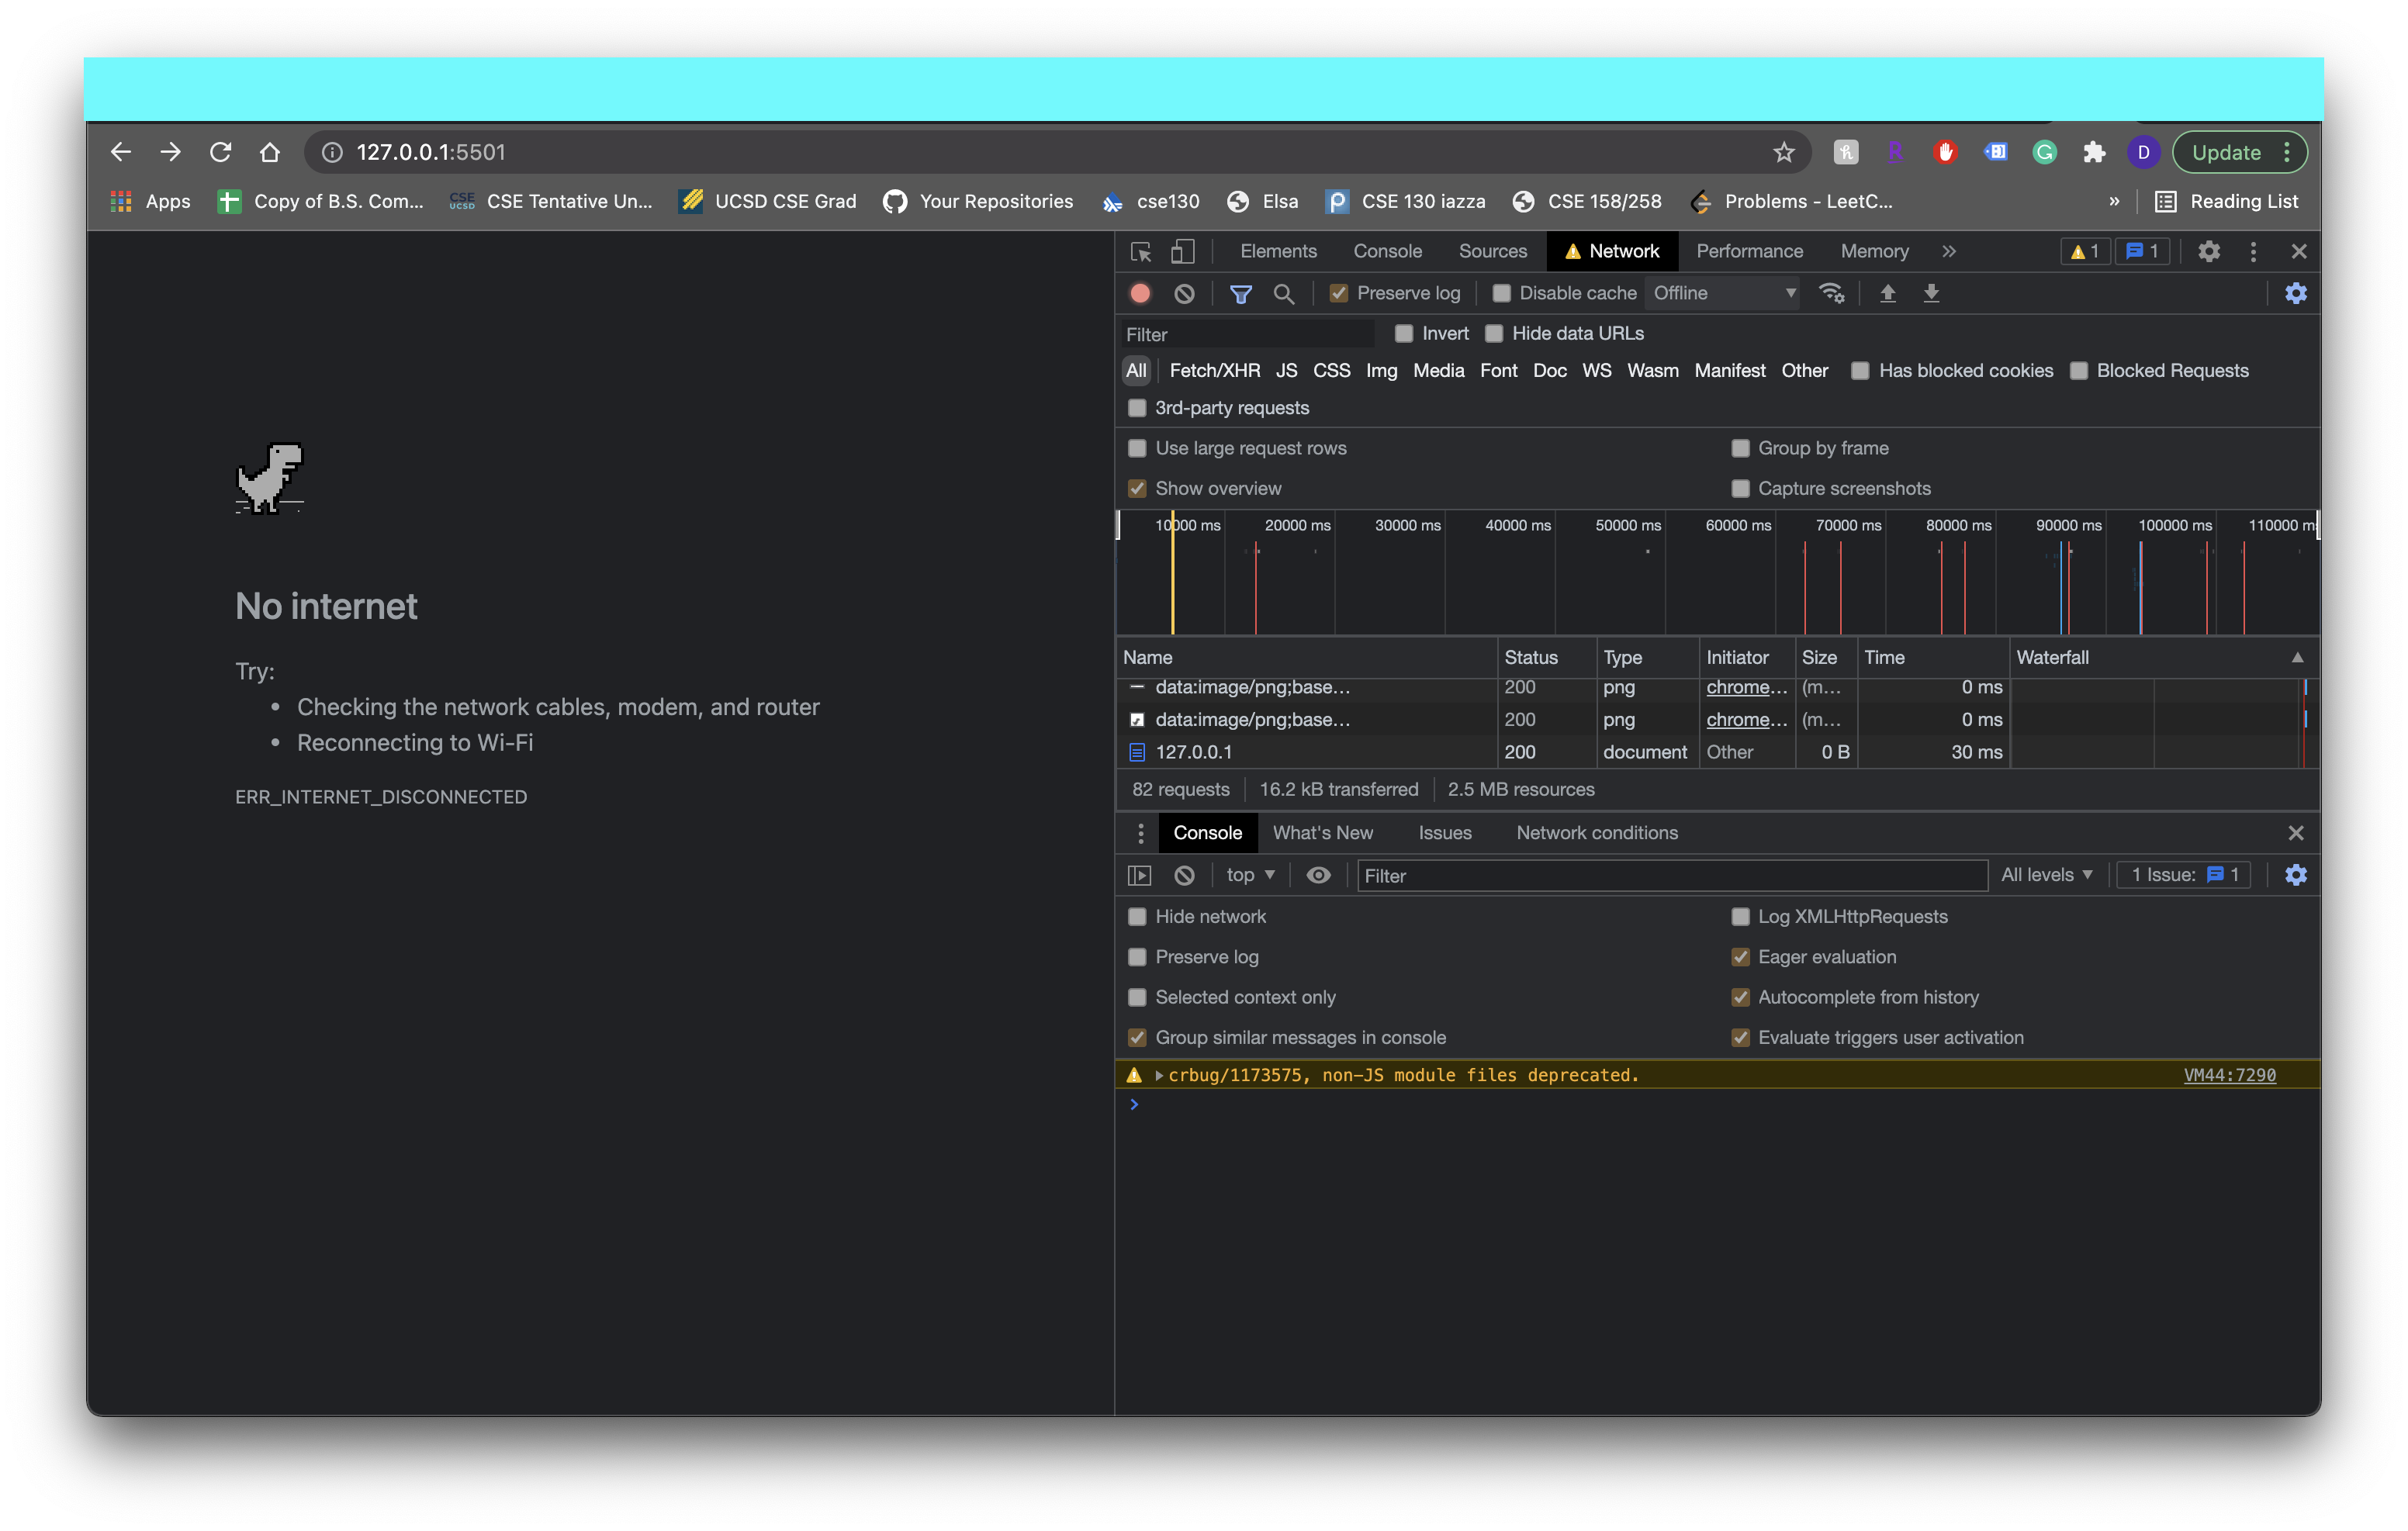 127.0.0.1:5501
D
Update
Apps
Copy of B.S. Com...
CSE Tentative Un...
UCSD CSE Grad
Your Repositories
cse130
Elsa
CSE 130 iazza
CSE 158/258
Problems - LeetC...
»
Reading List
Elements
Console
Sources
Network
Performance
Memory
1
1
Preserve log
Disable cache
Offline
Filter
Invert
Hide data URLs
All
Fetch/XHR
JS
CSS
Img
Media
Font
Doc
WS
Wasm
Manifest
Other
Has blocked cookies
Blocked Requests
3rd-party requests
Use large request rows
Group by frame
Show overview
Capture screenshots
10000 ms
20000 ms
30000 ms
40000 ms
50000 ms
60000 ms
70000 ms
80000 ms
90000 ms
100000 ms
110000 ms
Name
Status
Type
Initiator
Size
Time
Waterfall
data:image/png;base… 200 png chrome… (m… 0 ms
data:image/png;base… 200 png chrome… (m… 0 ms
127.0.0.1 200 document Other 0 B 30 ms
82 requests
16.2 kB transferred
2.5 MB resources
Console
What's New
Issues
Network conditions
top
Filter
All levels
1 Issue: 1
Hide network
Log XMLHttpRequests
Preserve log
Eager evaluation
Selected context only
Autocomplete from history
Group similar messages in console
Evaluate triggers user activation
crbug/1173575, non-JS module files deprecated.
VM44:7290
No internet
Try:
• Checking the network cables, modem, and router
• Reconnecting to Wi-Fi
ERR_INTERNET_DISCONNECTED